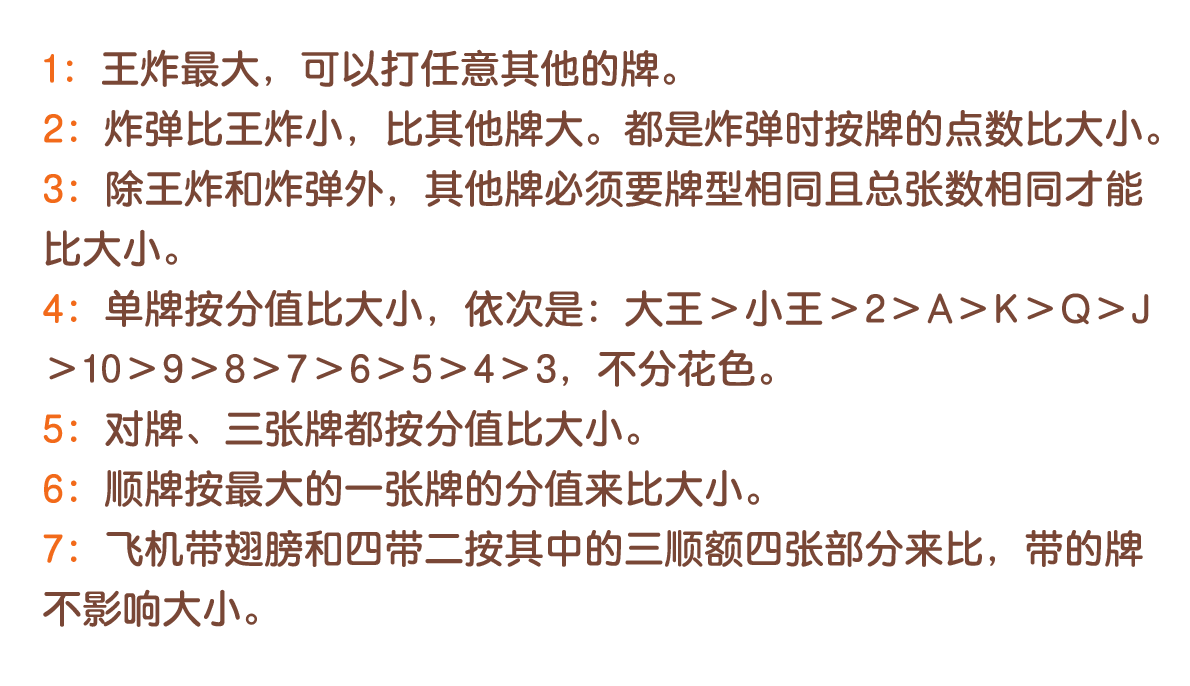 1：王炸最大，可以打任意其他的牌。
2：炸弹比王炸小，比其他牌大。都是炸弹时按牌的点数比大小。
3：除王炸和炸弹外，其他牌必须要牌型相同且总张数相同才能
比大小。
4：单牌按分值比大小，依次是：大王＞小王＞2＞A＞K＞Q＞J
＞10＞9＞8＞7＞6＞5＞4＞3，不分花色。
5：对牌、三张牌都按分值比大小。
6：顺牌按最大的一张牌的分值来比大小。
7：飞机带翅膀和四带二按其中的三顺额四张部分来比，带的牌
不影响大小。